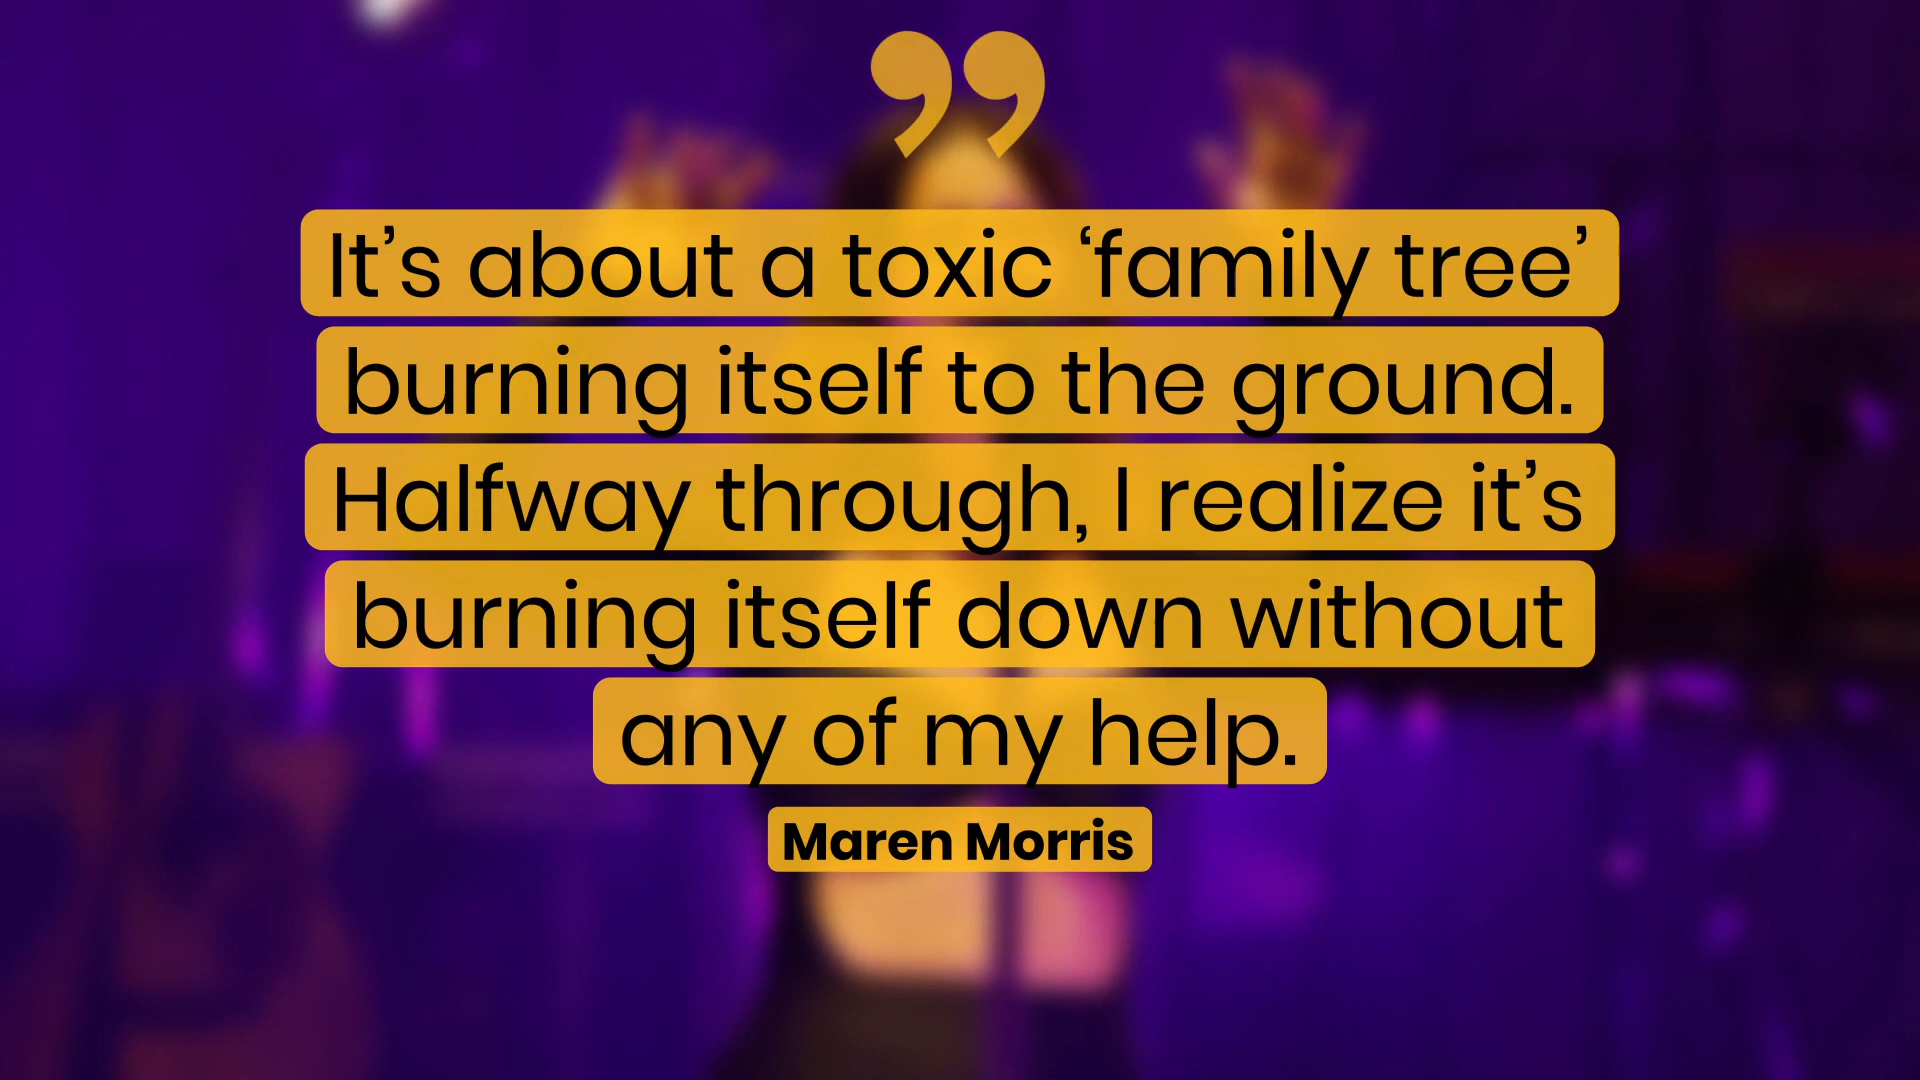 ”
It’s about a toxic ‘family tree’
burning itself to the ground.
Halfway through, I realize it’s
burning itself down without
any of my help.
Maren Morris